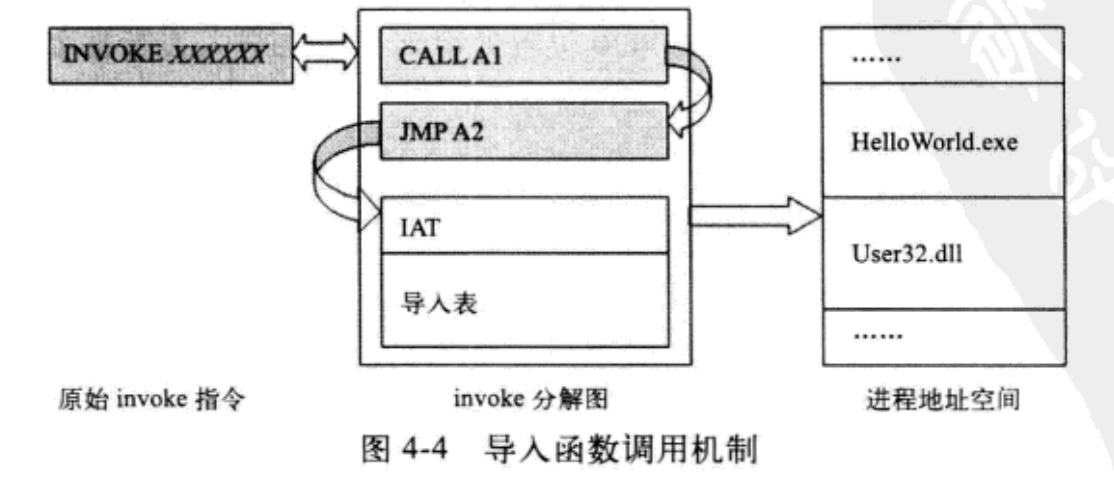 INVOKE XXXXXX
CALL A1
JMP A2
IAT
导入表
……
HelloWorld.exe
User32.dll
……
原始 invoke 指令
invoke 分解图
进程地址空间
图 4-4 导入函数调用机制